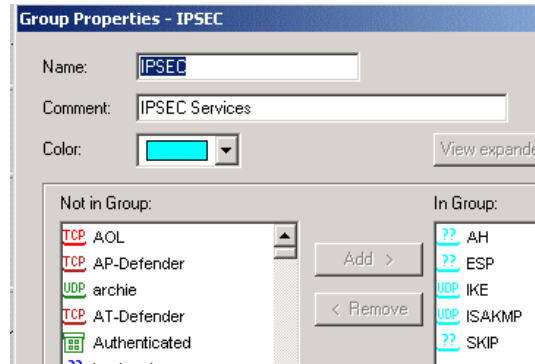 Group Properties - IPSEC
Name: IPSEC
Comment: IPSEC Services
Color:
View expande
Not in Group: In Group:
TCP AOL
TCP AP-Defender
UDP archie
TCP AT-Defender
Authenticated
Add >
< Remove
?? AH
?? ESP
UDP IKE
UDP ISAKMP
?? SKIP